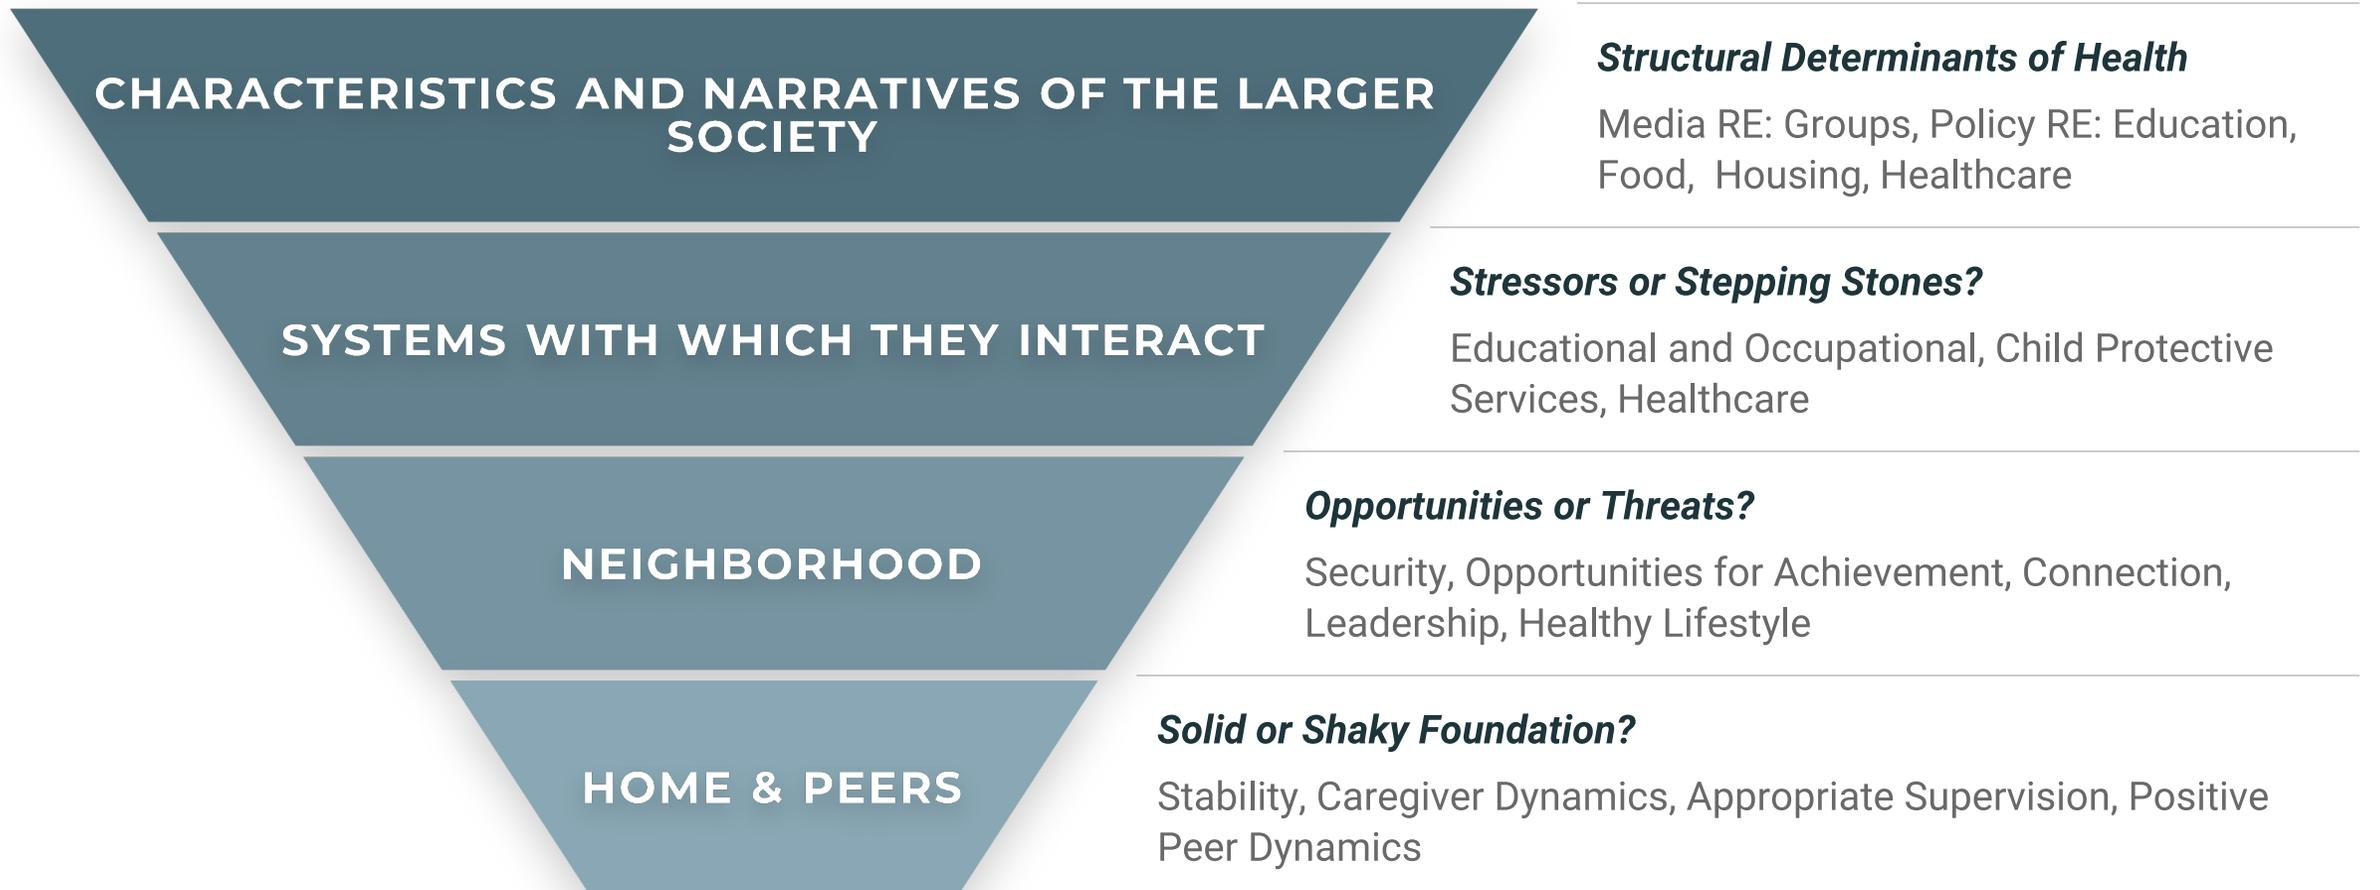 CHARACTERISTICS AND NARRATIVES OF THE LARGER
SOCIETY
Structural Determinants of Health
Media RE: Groups, Policy RE: Education,
Food,  Housing, Healthcare
SYSTEMS WITH WHICH THEY INTERACT
Stressors or Stepping Stones?
Educational and Occupational, Child Protective
Services, Healthcare
NEIGHBORHOOD
Opportunities or Threats?
Security, Opportunities for Achievement, Connection,
Leadership, Healthy Lifestyle
HOME & PEERS
Solid or Shaky Foundation?
Stability, Caregiver Dynamics, Appropriate Supervision, Positive
Peer Dynamics